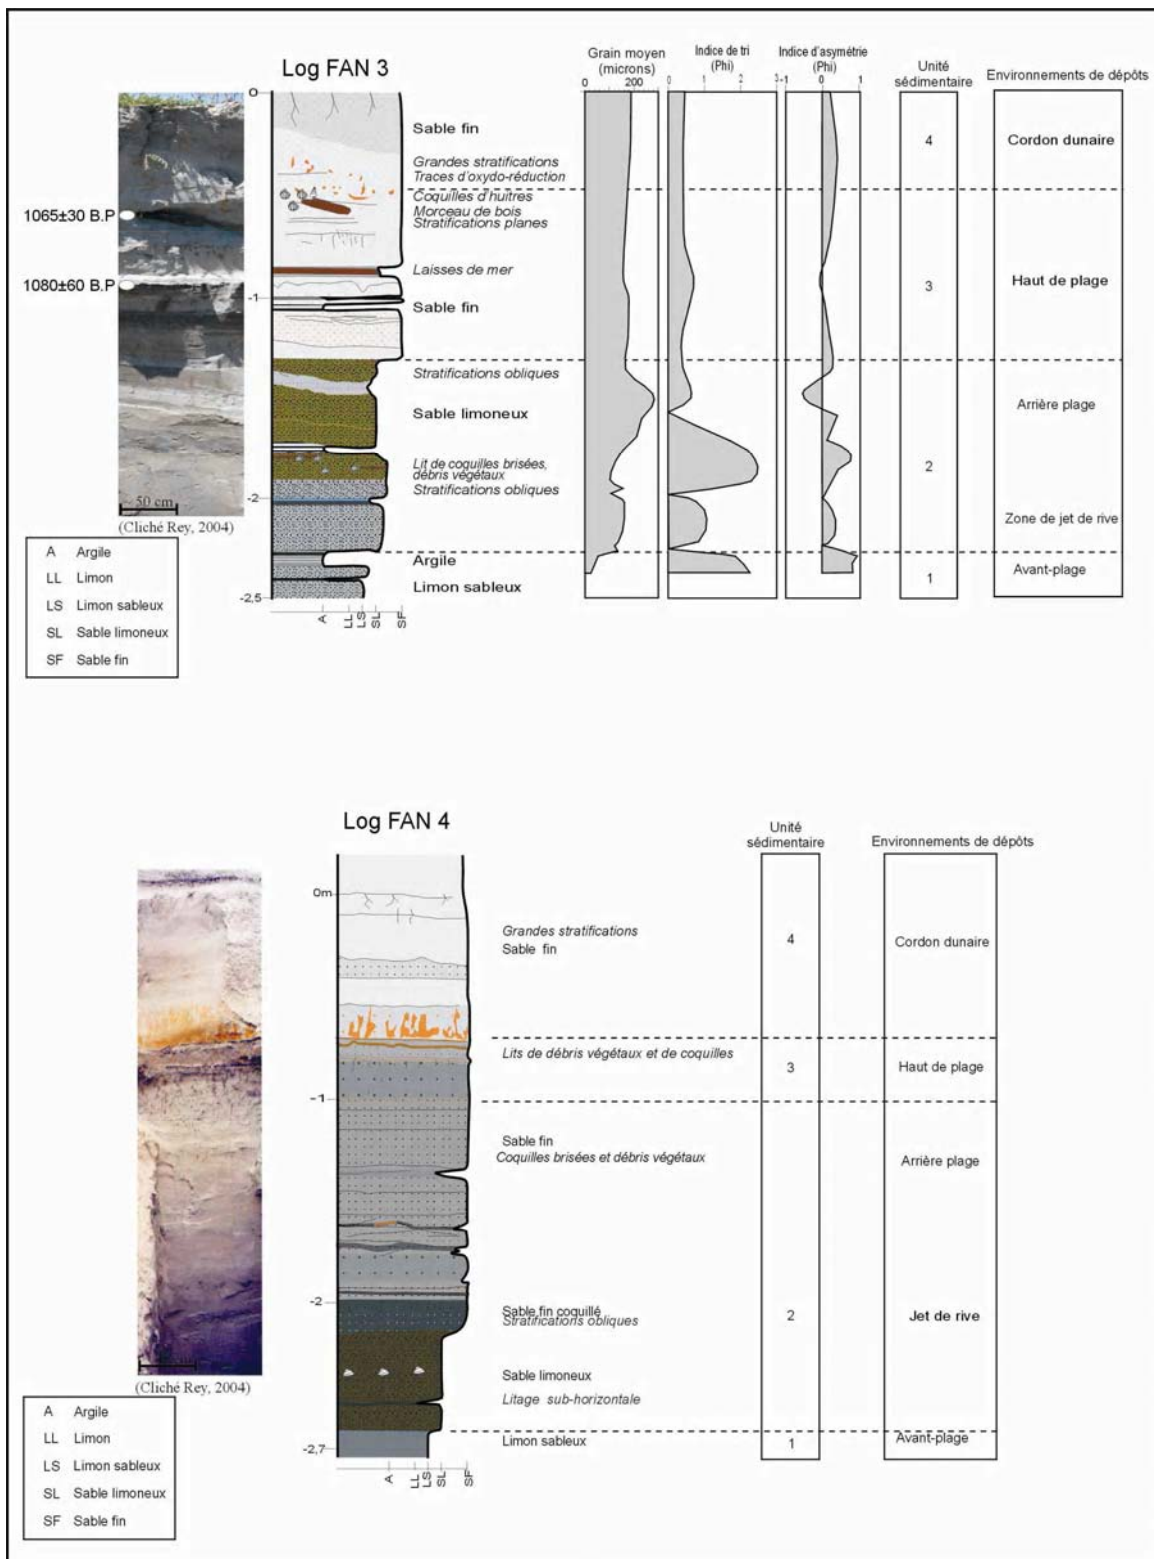 Log FAN 3
Grain moyen
(microns)
0 200
Indice de tri
(Phi)
0 1 2 3
Indice d'asymétrie
(Phi)
-1 0 1
Unité
sédimentaire
Environnements de dépôts
0
Sable fin
4
Cordon dunaire
Grandes stratifications
Traces d'oxydo-réduction
Coquilles d'huîtres
1065±30 B.P
Morceau de bois
Stratifications planes
Laisses de mer
1080±60 B.P
3
Haut de plage
-1
Sable fin
Stratifications obliques
Arrière plage
Sable limoneux
Lit de coquilles brisées,
débris végétaux
2
Stratifications obliques
-2
50 cm
Zone de jet de rive
(Cliché Rey, 2004)
Argile
Avant-plage
1
Limon sableux
-2,5
A LL LS SL SF
A Argile
LL Limon
LS Limon sableux
SL Sable limoneux
SF Sable fin
Log FAN 4
Unité
sédimentaire
Environnements de dépôts
0m
Grandes stratifications
Sable fin
4
Cordon dunaire
Lits de débris végétaux et de coquilles
3
Haut de plage
-1
Sable fin
Coquilles brisées et débris végétaux
Arrière plage
-2
Sable fin coquillé
Stratifications obliques
2
Jet de rive
Sable limoneux
(Cliché Rey, 2004)
Litage sub-horizontale
Limon sableux
1
Avant-plage
-2,7
A LL LS SL SF
A Argile
LL Limon
LS Limon sableux
SL Sable limoneux
SF Sable fin